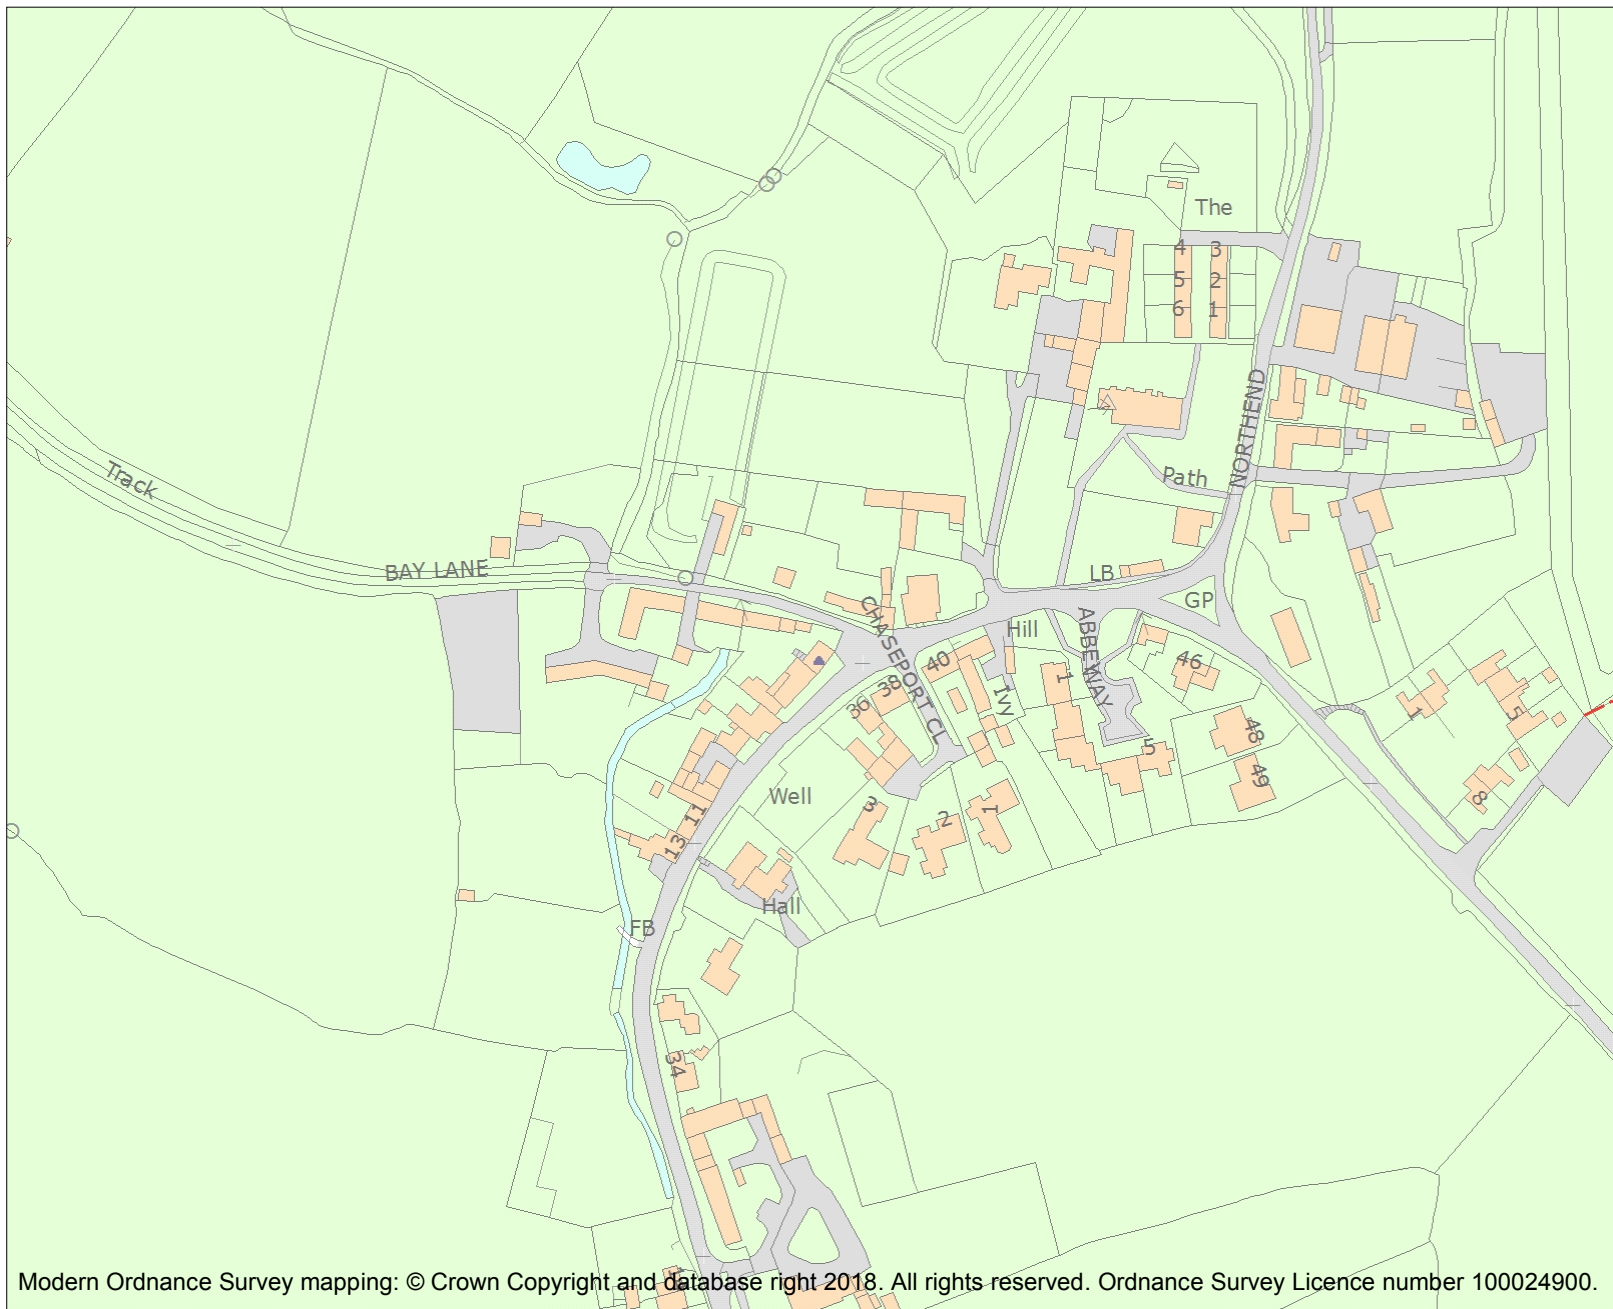 The
4 3
5 2
6 1
NORTHEND
Track
Path
BAY LANE
LB
GP
CHASEPORT CL
Hill
ABBEWAY
40
46
38
36
Ivy
1
1
5
48
5
49
Well
8
11
3
2
1
13
Hall
FB
34
Modern Ordnance Survey mapping: © Crown Copyright and database right 2018. All rights reserved. Ordnance Survey Licence number 100024900.